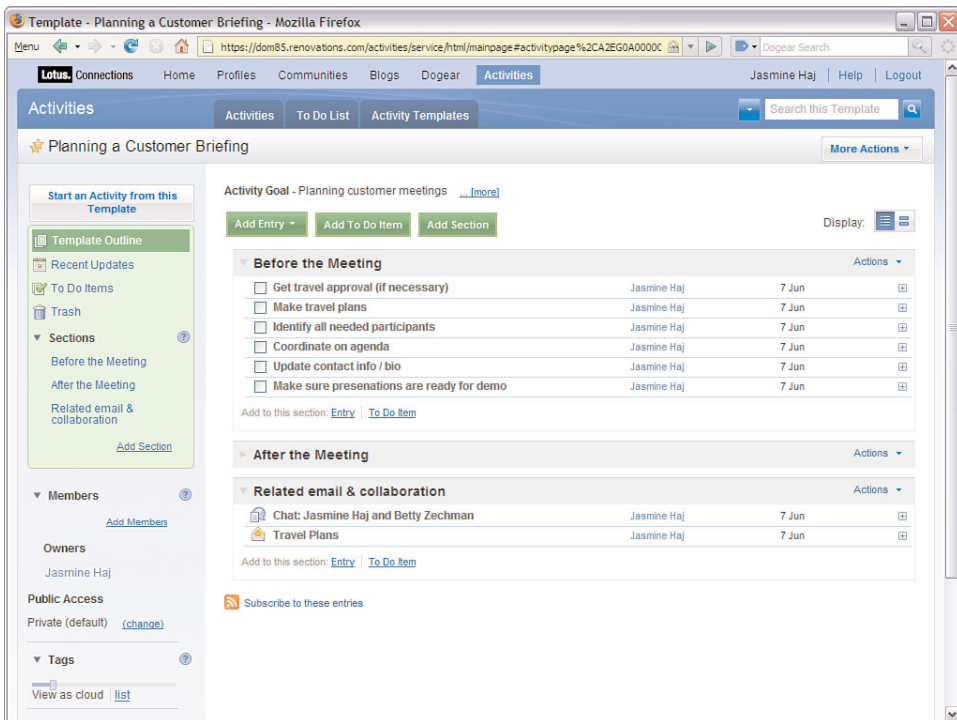 Template - Planning a Customer Briefing - Mozilla Firefox
Menu
https://dom85.renovations.com/activities/service/html/mainpage#activitypage%2CA2EG0A0000C
Dogear Search
Lotus. Connections Home Profiles Communities Blogs Dogear Activities Jasmine Haj | Help | Logout
Activities
Activities To Do List Activity Templates
Search this Template
Planning a Customer Briefing
More Actions
Start an Activity from this
Template
Template Outline
Recent Updates
To Do Items
Trash
Sections ?
Before the Meeting
After the Meeting
Related email &
collaboration
Add Section
Members ?
Add Members
Owners
Jasmine Haj
Public Access
Private (default) (change)
Tags ?
View as cloud | list
Activity Goal - Planning customer meetings ... [more]
Add Entry Add To Do Item Add Section
Display:
Before the Meeting Actions
Get travel approval (if necessary) Jasmine Haj 7 Jun
Make travel plans Jasmine Haj 7 Jun
Identify all needed participants Jasmine Haj 7 Jun
Coordinate on agenda Jasmine Haj 7 Jun
Update contact info / bio Jasmine Haj 7 Jun
Make sure presenations are ready for demo Jasmine Haj 7 Jun
Add to this section: Entry | To Do Item
After the Meeting Actions
Related email & collaboration Actions
Chat: Jasmine Haj and Betty Zechman Jasmine Haj 7 Jun
Travel Plans Jasmine Haj 7 Jun
Add to this section: Entry | To Do Item
Subscribe to these entries